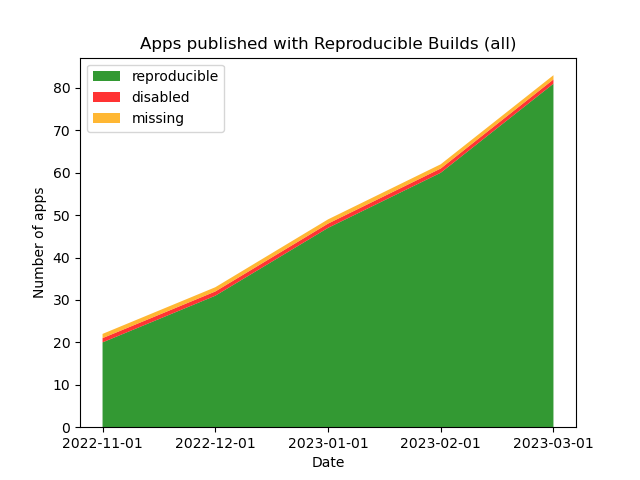 Apps published with Reproducible Builds (all)
reproducible
disabled
missing
Number of apps
80
70
60
50
40
30
20
10
0
2022-11-01 2022-12-01 2023-01-01 2023-02-01 2023-03-01
Date